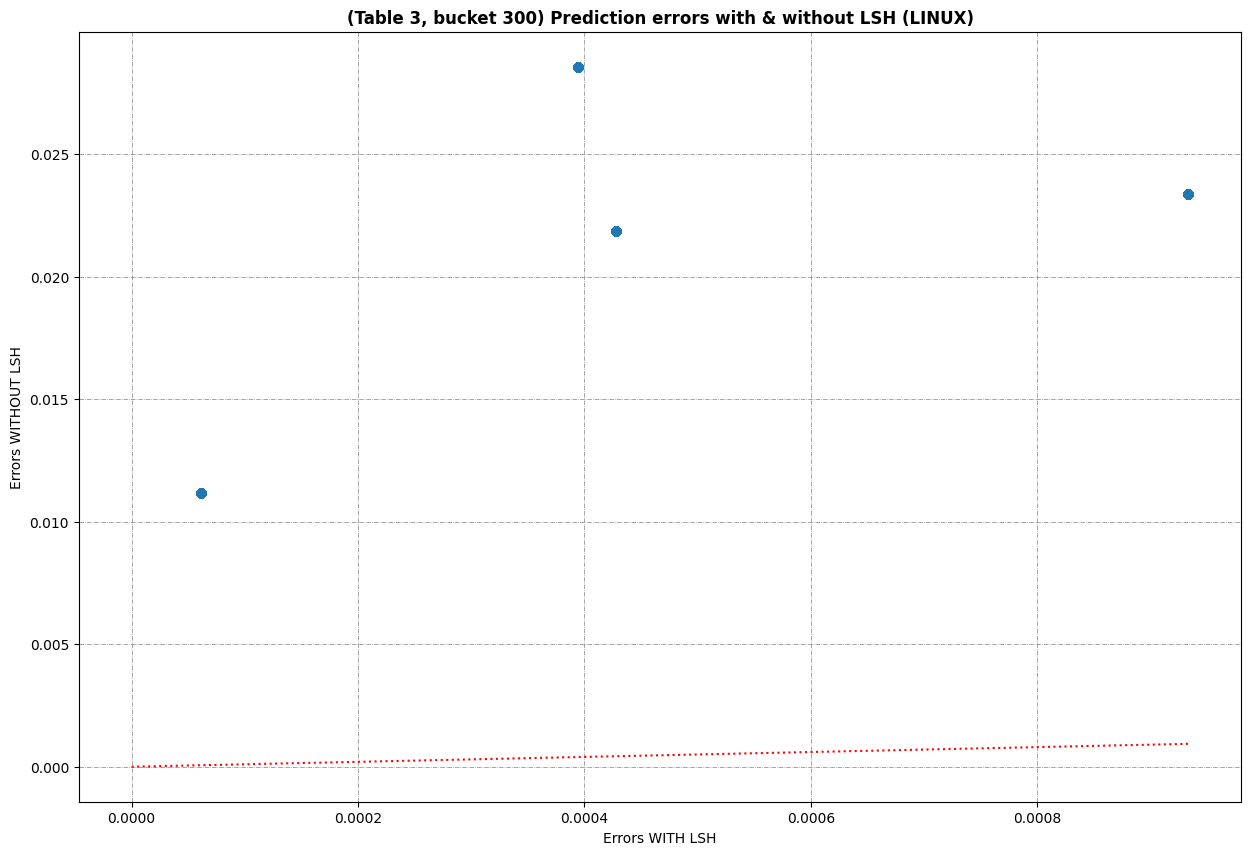 (Table 3, bucket 300) Prediction errors with & without LSH (LINUX)
Errors WITHOUT LSH
0.025
0.020
0.015
0.010
0.005
0.000
0.0000 0.0002 0.0004 0.0006 0.0008
Errors WITH LSH